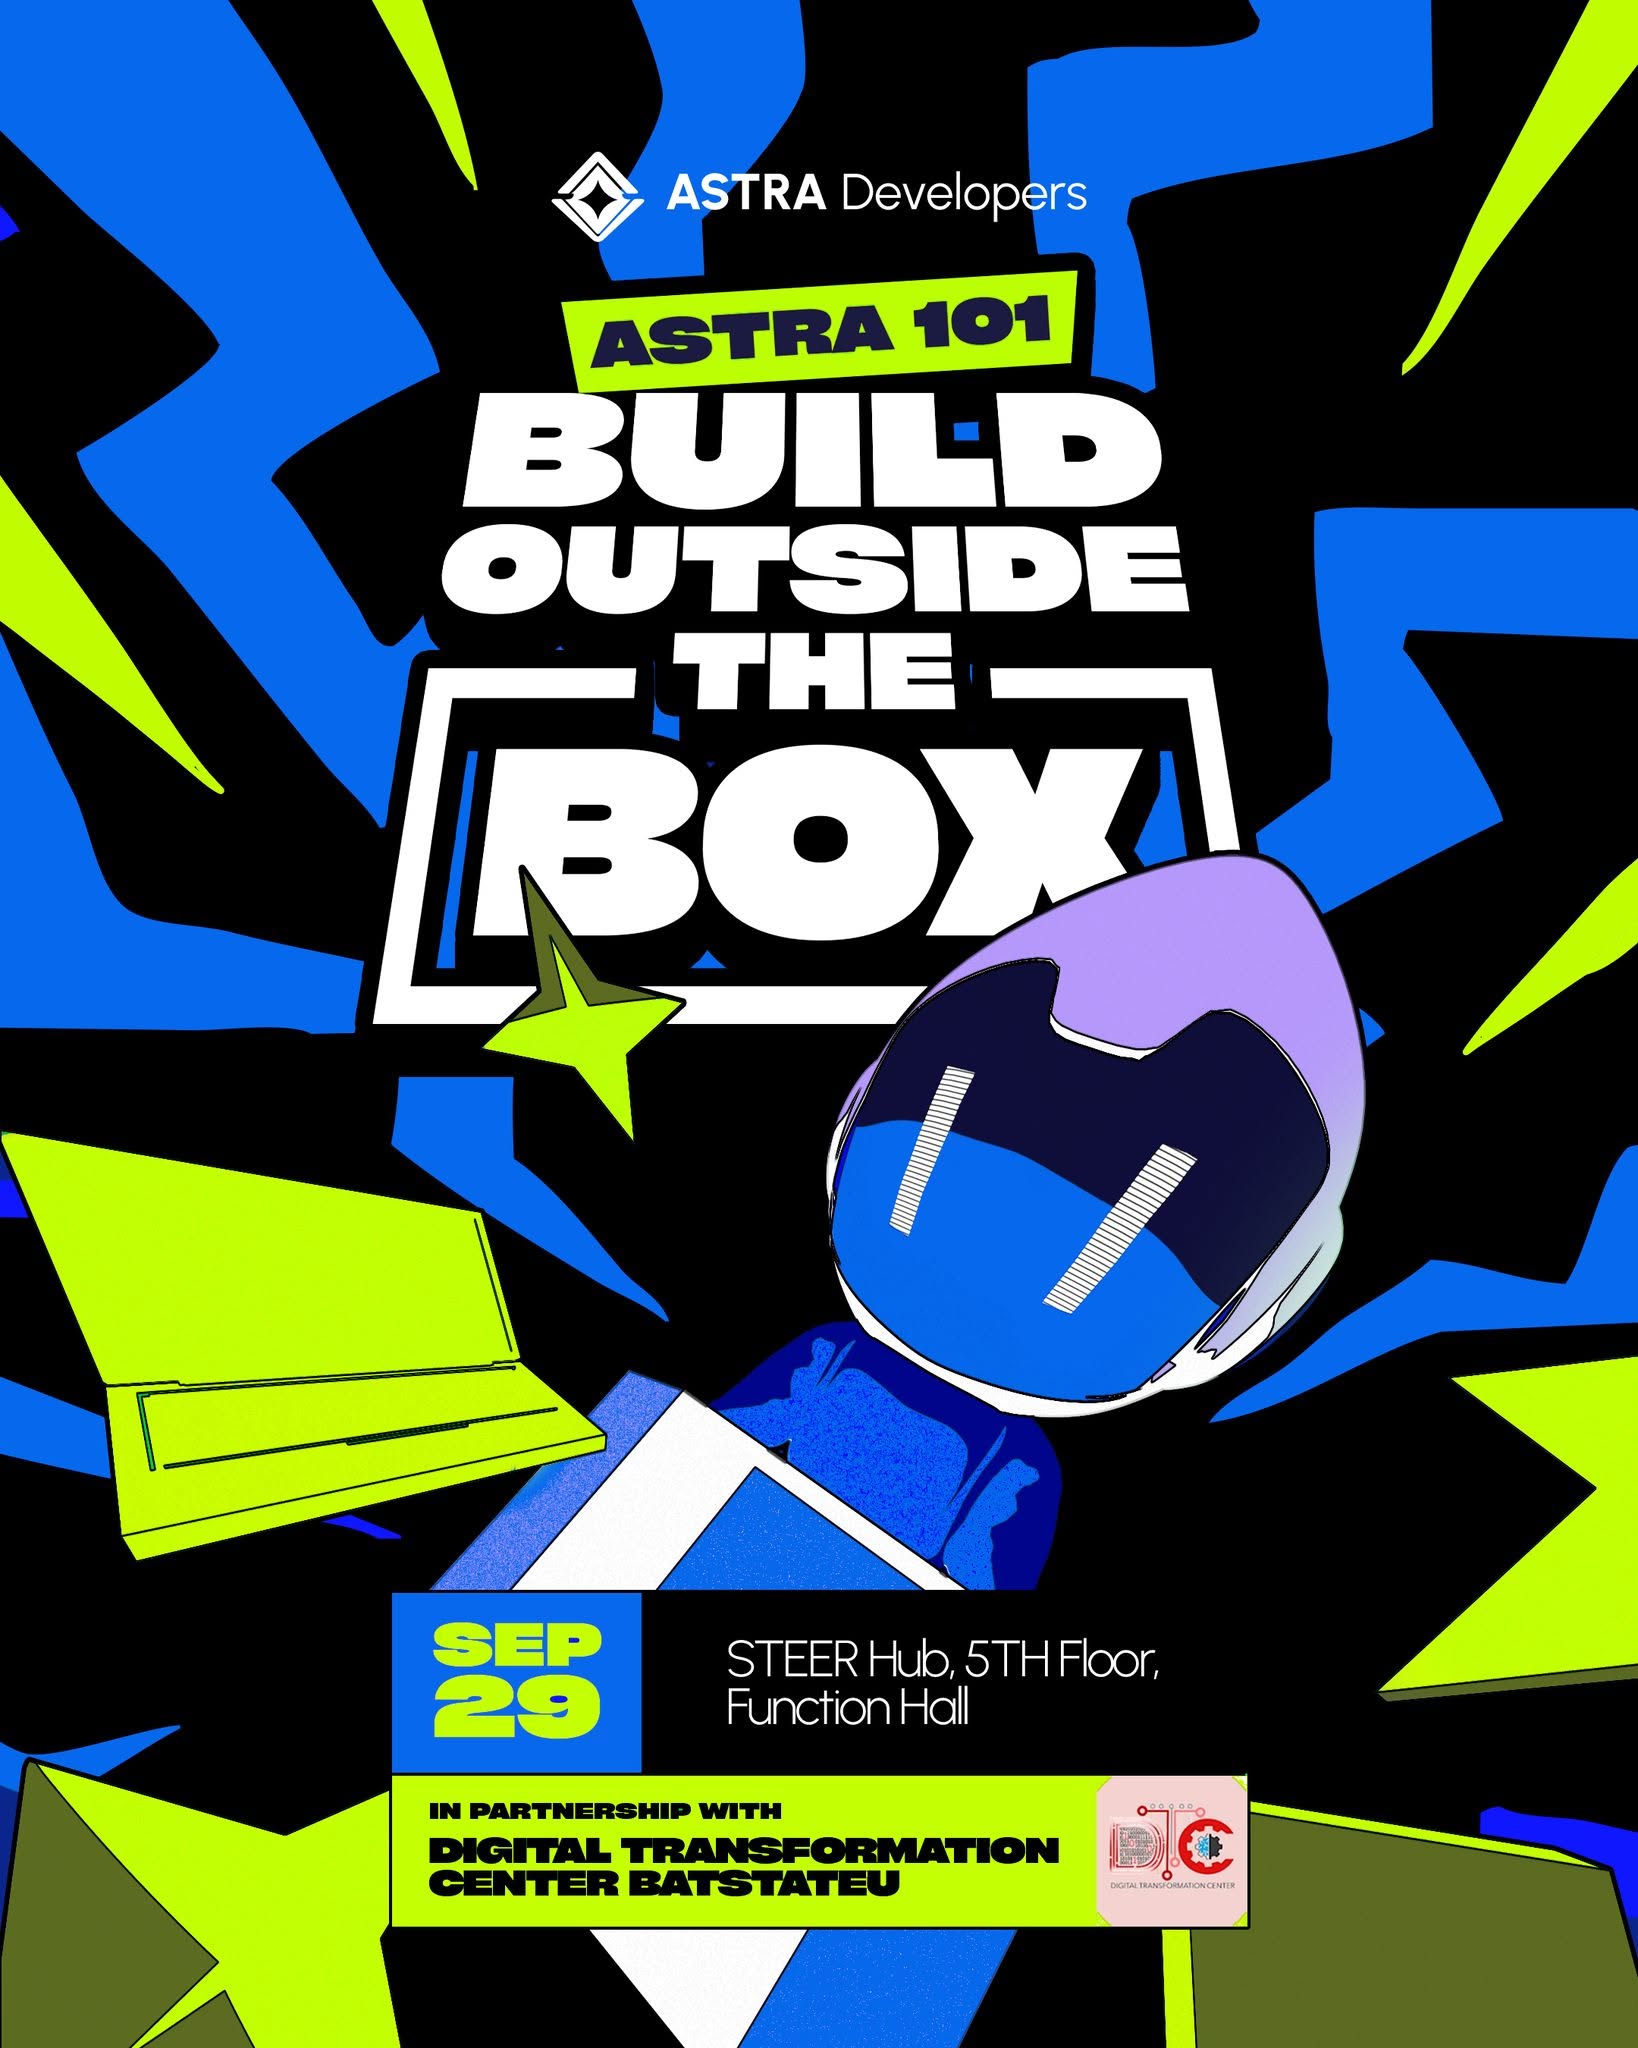 ASTRA Developers
ASTRA 101
BUILD
OUTSIDE
THE
BOX
SEP
29
STEER Hub, 5TH Floor,
Function Hall
IN PARTNERSHIP WITH
DIGITAL TRANSFORMATION
CENTER BATSTATEU
DTC
DIGITAL TRANSFORMATION CENTER